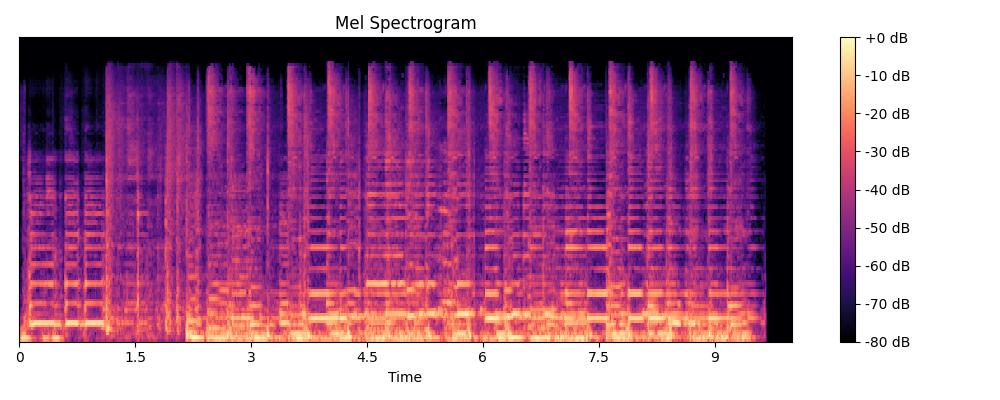 Mel Spectrogram
+0 dB
-10 dB
-20 dB
-30 dB
-40 dB
-50 dB
-60 dB
-70 dB
-80 dB
0 1.5 3 4.5 6 7.5 9
Time